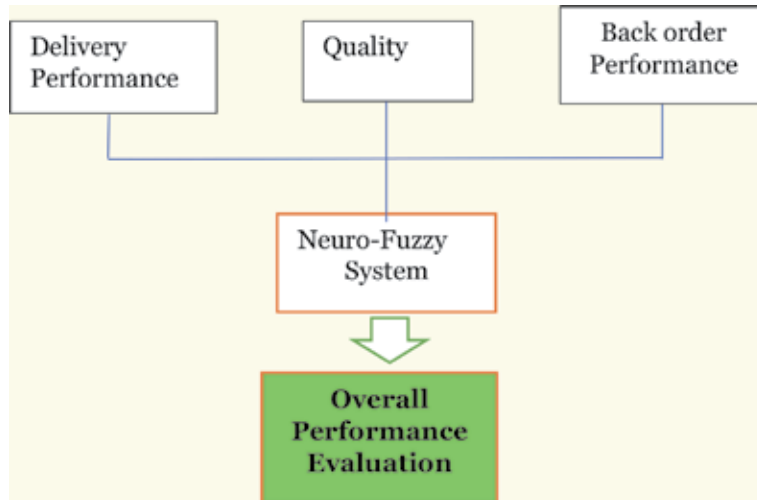 Delivery
Performance
Quality
Back order
Performance
Neuro-Fuzzy
System
Overall
Performance
Evaluation